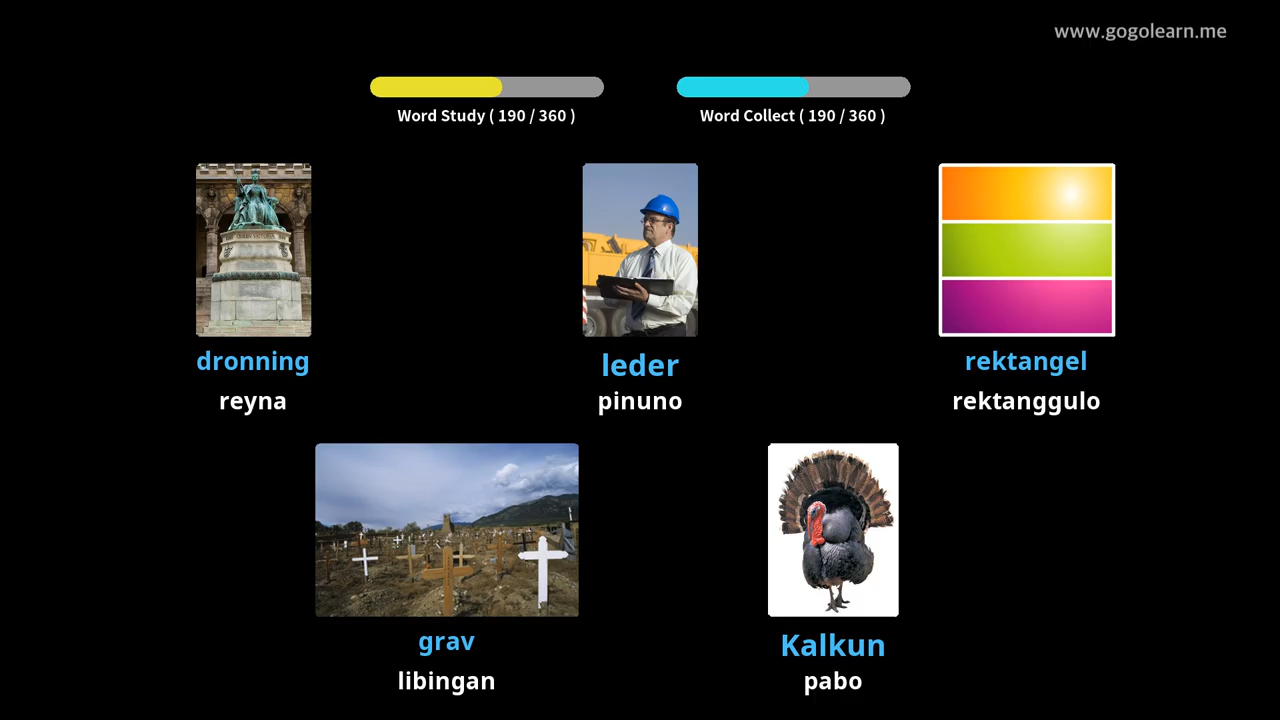 www.gogolearn.me
Word Study ( 190 / 360 )
Word Collect ( 190 / 360 )
dronning
leder
rektangel
reyna
pinuno
rektanggulo
grav
Kalkun
libingan
pabo